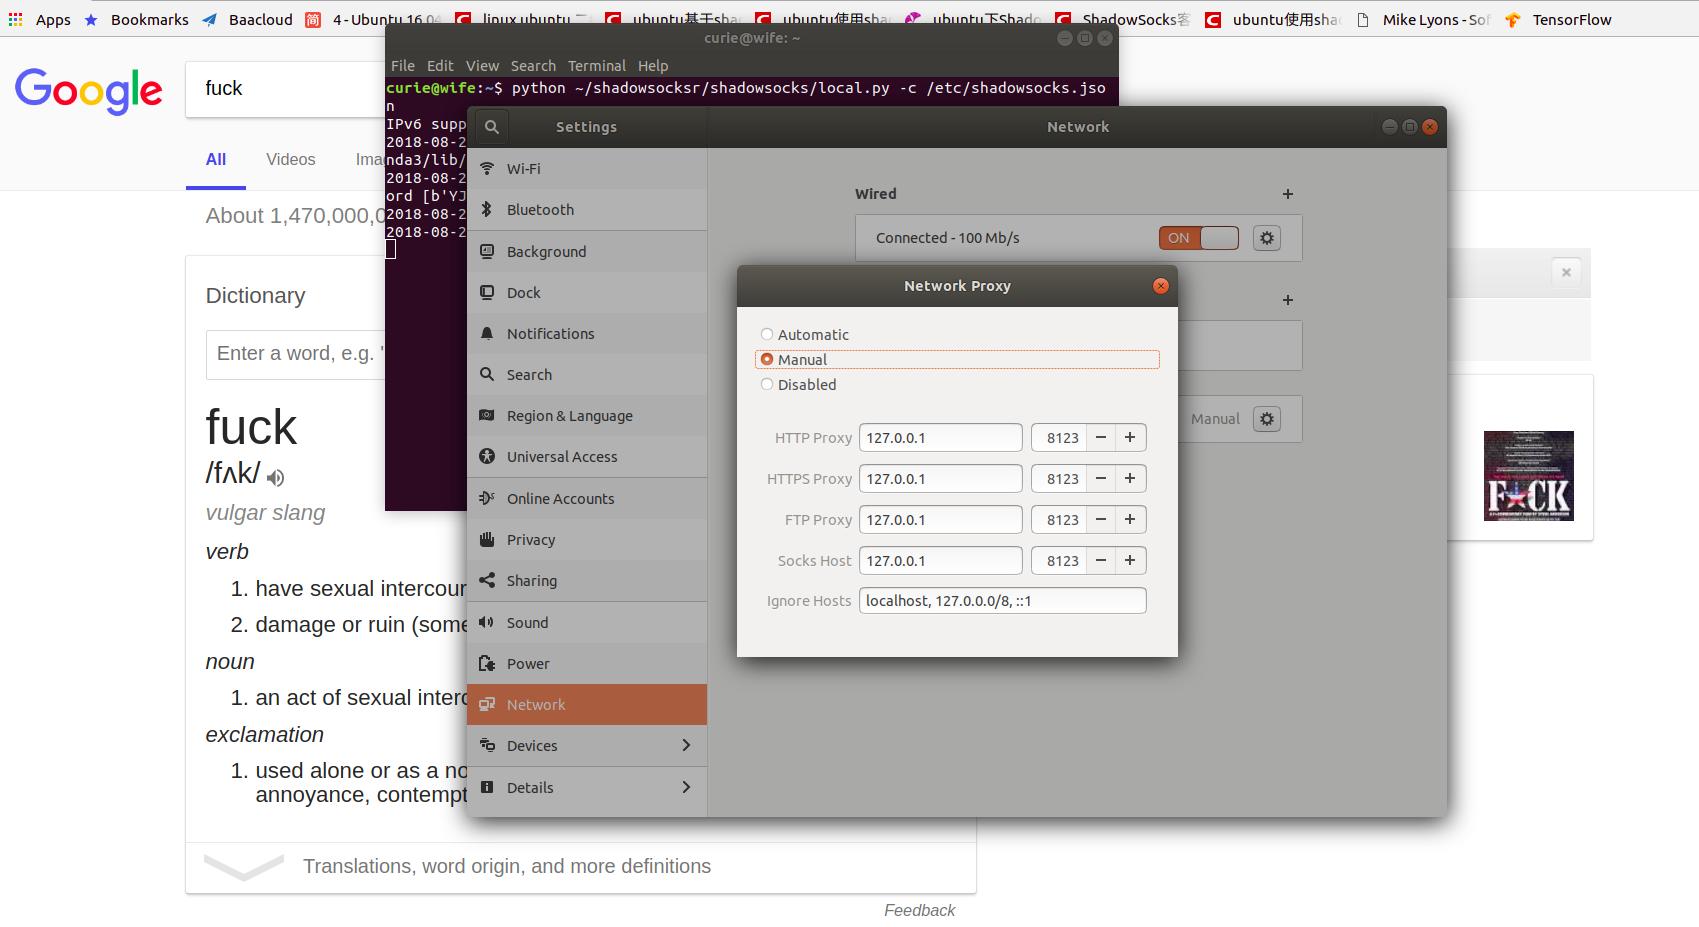 Apps
Bookmarks
Baacloud
4 - Ubuntu 16.04
linux ubuntu
ubuntu基于sha
ubuntu使用sha
ubuntu下Shado
ShadowSocks客
ubuntu使用sha
Mike Lyons - Sof
TensorFlow
Google
fuck
All
Videos
Ima
About 1,470,000,0
Dictionary
Enter a word, e.g. '
fuck
/fʌk/
vulgar slang
verb
1. have sexual intercour
2. damage or ruin (some
noun
1. an act of sexual interc
exclamation
1. used alone or as a no
annoyance, contempt
Translations, word origin, and more definitions
Feedback
curie@wife: ~
File Edit View Search Terminal Help
curie@wife:~$ python ~/shadowsocksr/shadowsocks/local.py -c /etc/shadowsocks.jso
n
IPv6 supp
2018-08-2
nda3/lib/
2018-08-2
ord [b'YJ
2018-08-2
2018-08-2
Settings
Network
Wi-Fi
Bluetooth
Background
Dock
Notifications
Search
Region & Language
Universal Access
Online Accounts
Privacy
Sharing
Sound
Power
Network
Devices
Details
Wired
Connected - 100 Mb/s
ON
Manual
Network Proxy
Automatic
Manual
Disabled
HTTP Proxy 127.0.0.1 8123
HTTPS Proxy 127.0.0.1 8123
FTP Proxy 127.0.0.1 8123
Socks Host 127.0.0.1 8123
Ignore Hosts localhost, 127.0.0.0/8, ::1
F★CK